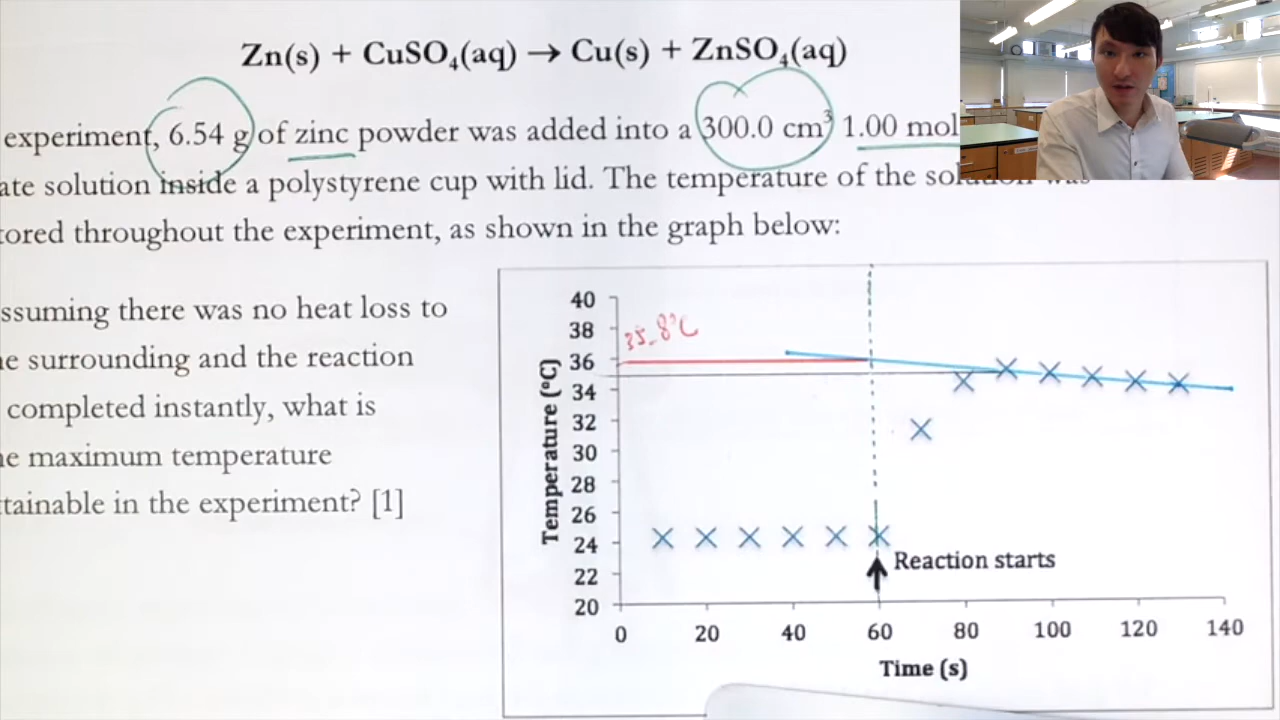 Zn(s) + CuSO₄(aq) → Cu(s) + ZnSO₄(aq)
experiment, 6.54 g of zinc powder was added into a 300.0 cm³ 1.00 mol
ate solution inside a polystyrene cup with lid. The temperature of the solution was
tored throughout the experiment, as shown in the graph below:
ssuming there was no heat loss to
e surrounding and the reaction
completed instantly, what is
e maximum temperature
ttainable in the experiment? [1]
Temperature (°C)
40
38
36
34
32
30
28
26
24
22
20
35.8°C
Reaction starts
0 20 40 60 80 100 120 140
Time (s)